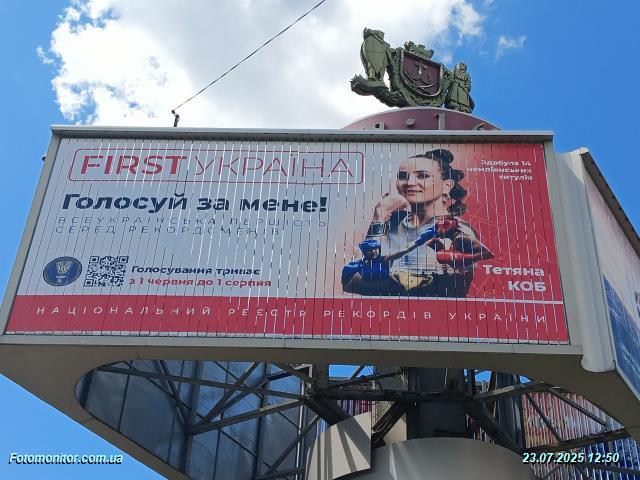 FIRST УКРАЇНА
Голосуй за мене!
ВСЕУКРАЇНСЬКА ПЕРШІСТЬ
СЕРЕД РЕКОРДСМЕНІВ
Голосування триває
з 1 червня до 1 серпня
Здобула 14
чемпіонських
титулів
Тетяна
КОБ
НАЦІОНАЛЬНИЙ РЕЄСТР РЕКОРДІВ УКРАЇНИ
Fotomonitor.com.ua
23.07.2025 12:50